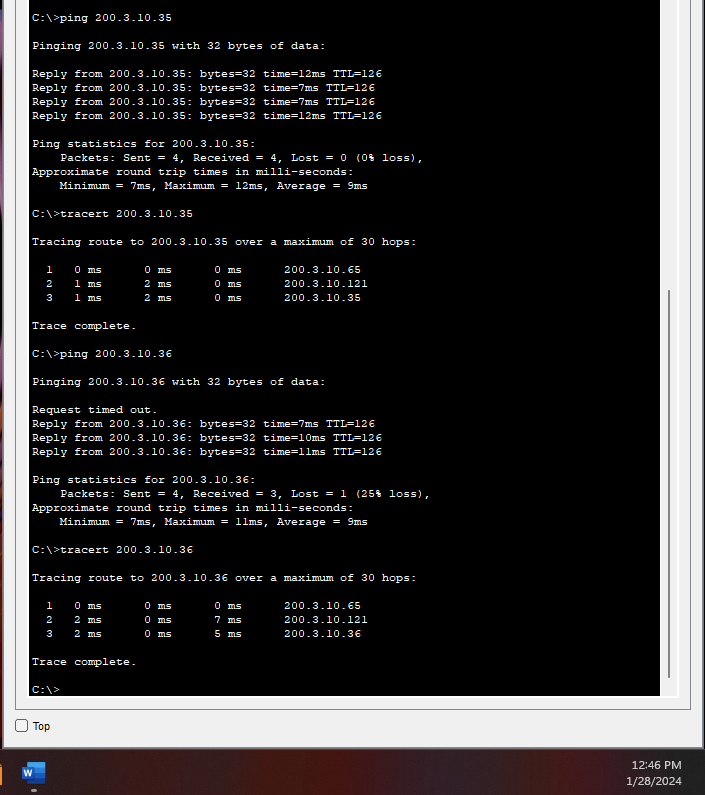 C:\>ping 200.3.10.35
Pinging 200.3.10.35 with 32 bytes of data:
Reply from 200.3.10.35: bytes=32 time=12ms TTL=126
Reply from 200.3.10.35: bytes=32 time=7ms TTL=126
Reply from 200.3.10.35: bytes=32 time=7ms TTL=126
Reply from 200.3.10.35: bytes=32 time=12ms TTL=126
Ping statistics for 200.3.10.35:
Packets: Sent = 4, Received = 4, Lost = 0 (0% loss),
Approximate round trip times in milli-seconds:
Minimum = 7ms, Maximum = 12ms, Average = 9ms
C:\>tracert 200.3.10.35
Tracing route to 200.3.10.35 over a maximum of 30 hops:
1 0 ms 0 ms 0 ms 200.3.10.65
2 1 ms 2 ms 0 ms 200.3.10.121
3 1 ms 2 ms 0 ms 200.3.10.35
Trace complete.
C:\>ping 200.3.10.36
Pinging 200.3.10.36 with 32 bytes of data:
Request timed out.
Reply from 200.3.10.36: bytes=32 time=7ms TTL=126
Reply from 200.3.10.36: bytes=32 time=10ms TTL=126
Reply from 200.3.10.36: bytes=32 time=11ms TTL=126
Ping statistics for 200.3.10.36:
Packets: Sent = 4, Received = 3, Lost = 1 (25% loss),
Approximate round trip times in milli-seconds:
Minimum = 7ms, Maximum = 11ms, Average = 9ms
C:\>tracert 200.3.10.36
Tracing route to 200.3.10.36 over a maximum of 30 hops:
1 0 ms 0 ms 0 ms 200.3.10.65
2 2 ms 0 ms 7 ms 200.3.10.121
3 2 ms 0 ms 5 ms 200.3.10.36
Trace complete.
C:\>
Top
W
12:46 PM
1/28/2024